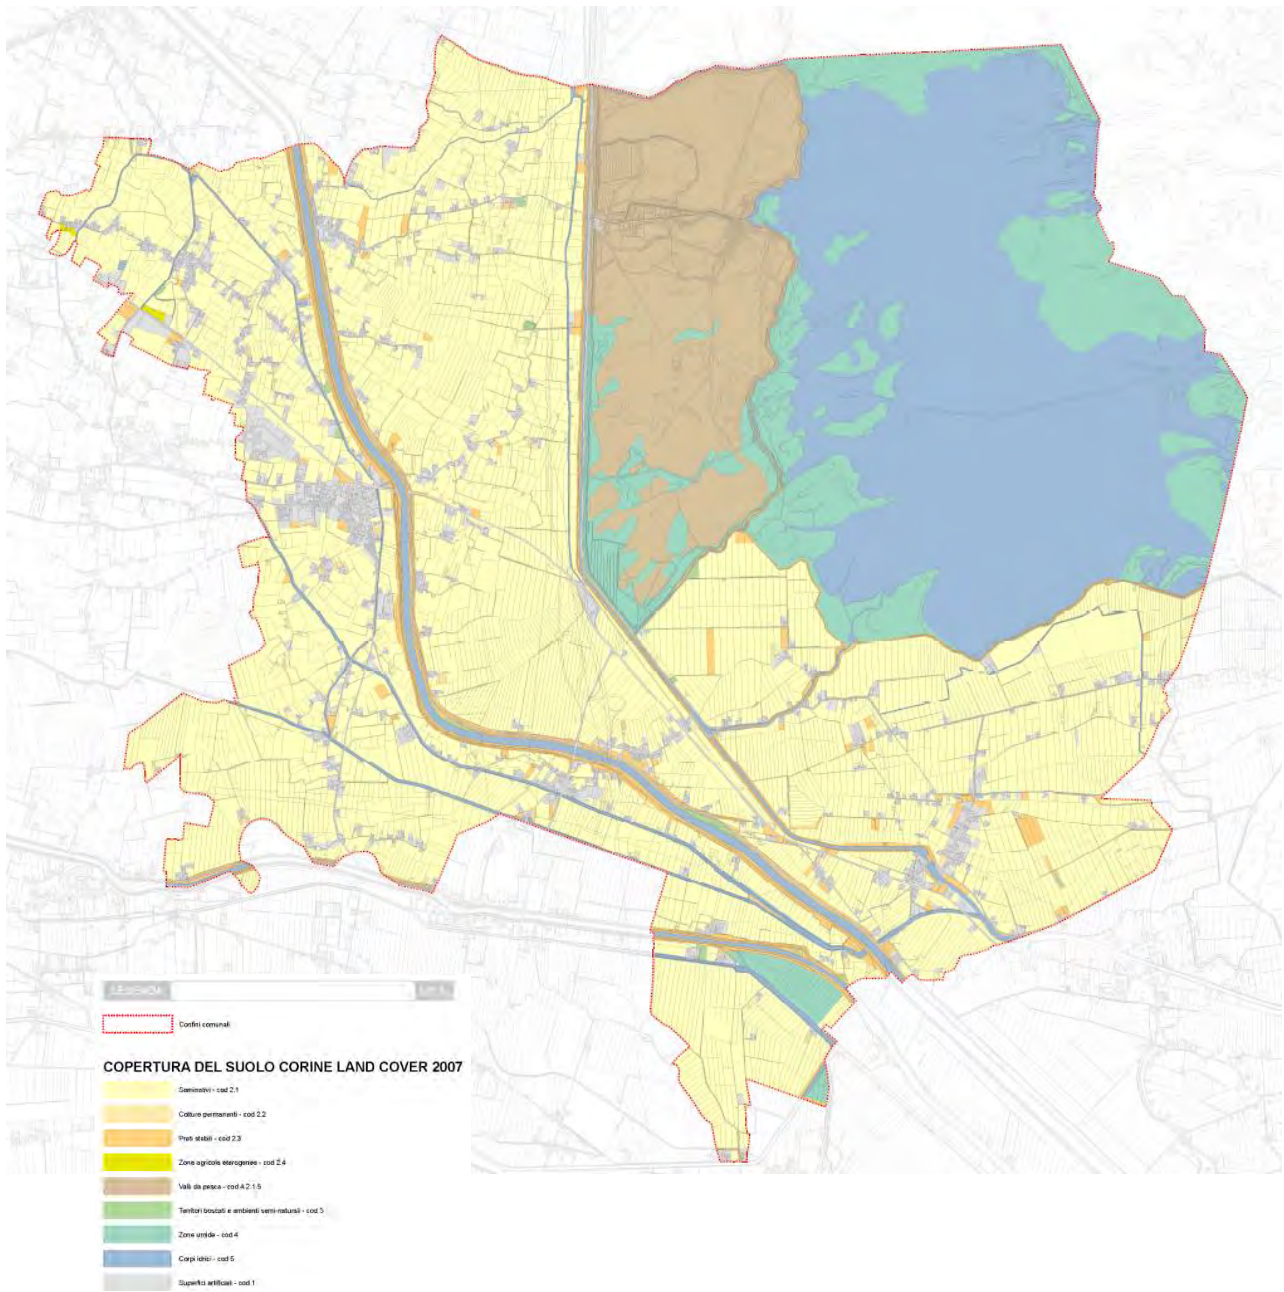 LEGENDA
Confini comunali
COPERTURA DEL SUOLO CORINE LAND COVER 2007
Seminativi - cod 2.1
Colture permanenti - cod 2.2
Prati stabili - cod 2.3
Zone agricole eterogenee - cod 2.4
Valli da pesca - cod 4.2.1.5
Territori boscati e ambienti semi-naturali - cod 3
Zone umide - cod 4
Corpi idrici - cod 5
Superfici artificiali - cod 1